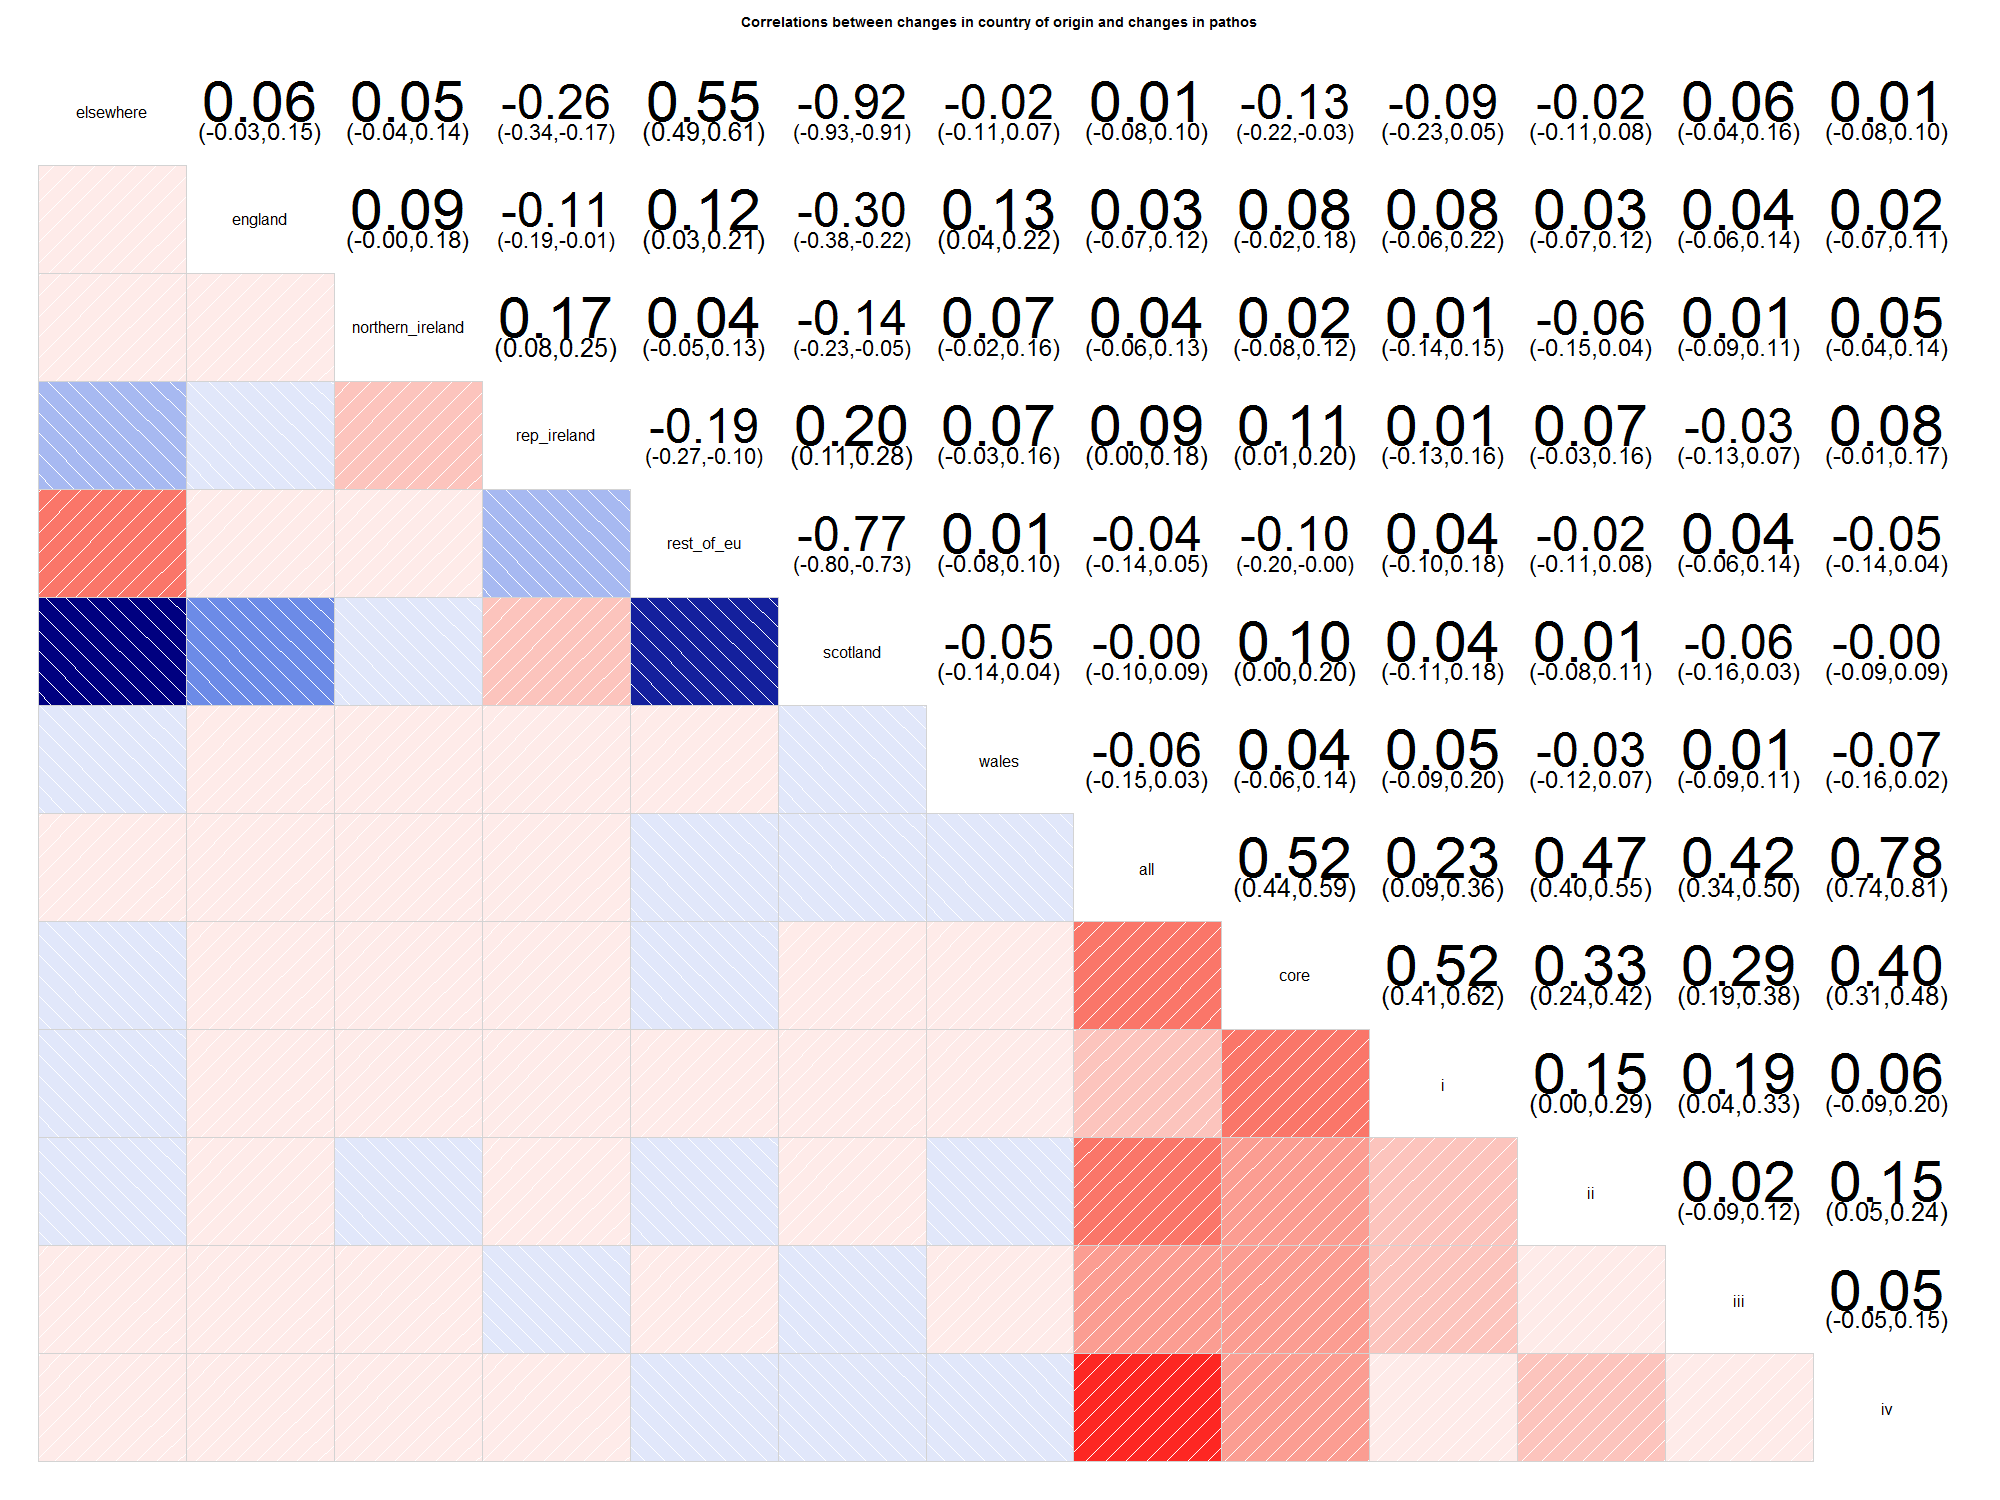 Correlations between changes in country of origin and changes in pathos
elsewhere 0.06 0.05 -0.26 0.55 -0.92 -0.02 0.01 -0.13 -0.09 -0.02 0.06 0.01
(-0.03,0.15) (-0.04,0.14) (-0.34,-0.17) (0.49,0.61) (-0.93,-0.91) (-0.11,0.07) (-0.08,0.10) (-0.22,-0.03) (-0.23,0.05) (-0.11,0.08) (-0.04,0.16) (-0.08,0.10)
england 0.09 -0.11 0.12 -0.30 0.13 0.03 0.08 0.08 0.03 0.04 0.02
(-0.00,0.18) (-0.19,-0.01) (0.03,0.21) (-0.38,-0.22) (0.04,0.22) (-0.07,0.12) (-0.02,0.18) (-0.06,0.22) (-0.07,0.12) (-0.06,0.14) (-0.07,0.11)
northern_ireland 0.17 0.04 -0.14 0.07 0.04 0.02 0.01 -0.06 0.01 0.05
(0.08,0.25) (-0.05,0.13) (-0.23,-0.05) (-0.02,0.16) (-0.06,0.13) (-0.08,0.12) (-0.14,0.15) (-0.15,0.04) (-0.09,0.11) (-0.04,0.14)
rep_ireland -0.19 0.20 0.07 0.09 0.11 0.01 0.07 -0.03 0.08
(-0.27,-0.10) (0.11,0.28) (-0.03,0.16) (0.00,0.18) (0.01,0.20) (-0.13,0.16) (-0.03,0.16) (-0.13,0.07) (-0.01,0.17)
rest_of_eu -0.77 0.01 -0.04 -0.10 0.04 -0.02 0.04 -0.05
(-0.80,-0.73) (-0.08,0.10) (-0.14,0.05) (-0.20,-0.00) (-0.10,0.18) (-0.11,0.08) (-0.06,0.14) (-0.14,0.04)
scotland -0.05 -0.00 0.10 0.04 0.01 -0.06 -0.00
(-0.14,0.04) (-0.10,0.09) (0.00,0.20) (-0.11,0.18) (-0.08,0.11) (-0.16,0.03) (-0.09,0.09)
wales -0.06 0.04 0.05 -0.03 0.01 -0.07
(-0.15,0.03) (-0.06,0.14) (-0.09,0.20) (-0.12,0.07) (-0.09,0.11) (-0.16,0.02)
all 0.52 0.23 0.47 0.42 0.78
(0.44,0.59) (0.09,0.36) (0.40,0.55) (0.34,0.50) (0.74,0.81)
core 0.52 0.33 0.29 0.40
(0.41,0.62) (0.24,0.42) (0.19,0.38) (0.31,0.48)
i 0.15 0.19 0.06
(0.00,0.29) (0.04,0.33) (-0.09,0.20)
ii 0.02 0.15
(-0.09,0.12) (0.05,0.24)
iii 0.05
(-0.05,0.15)
iv